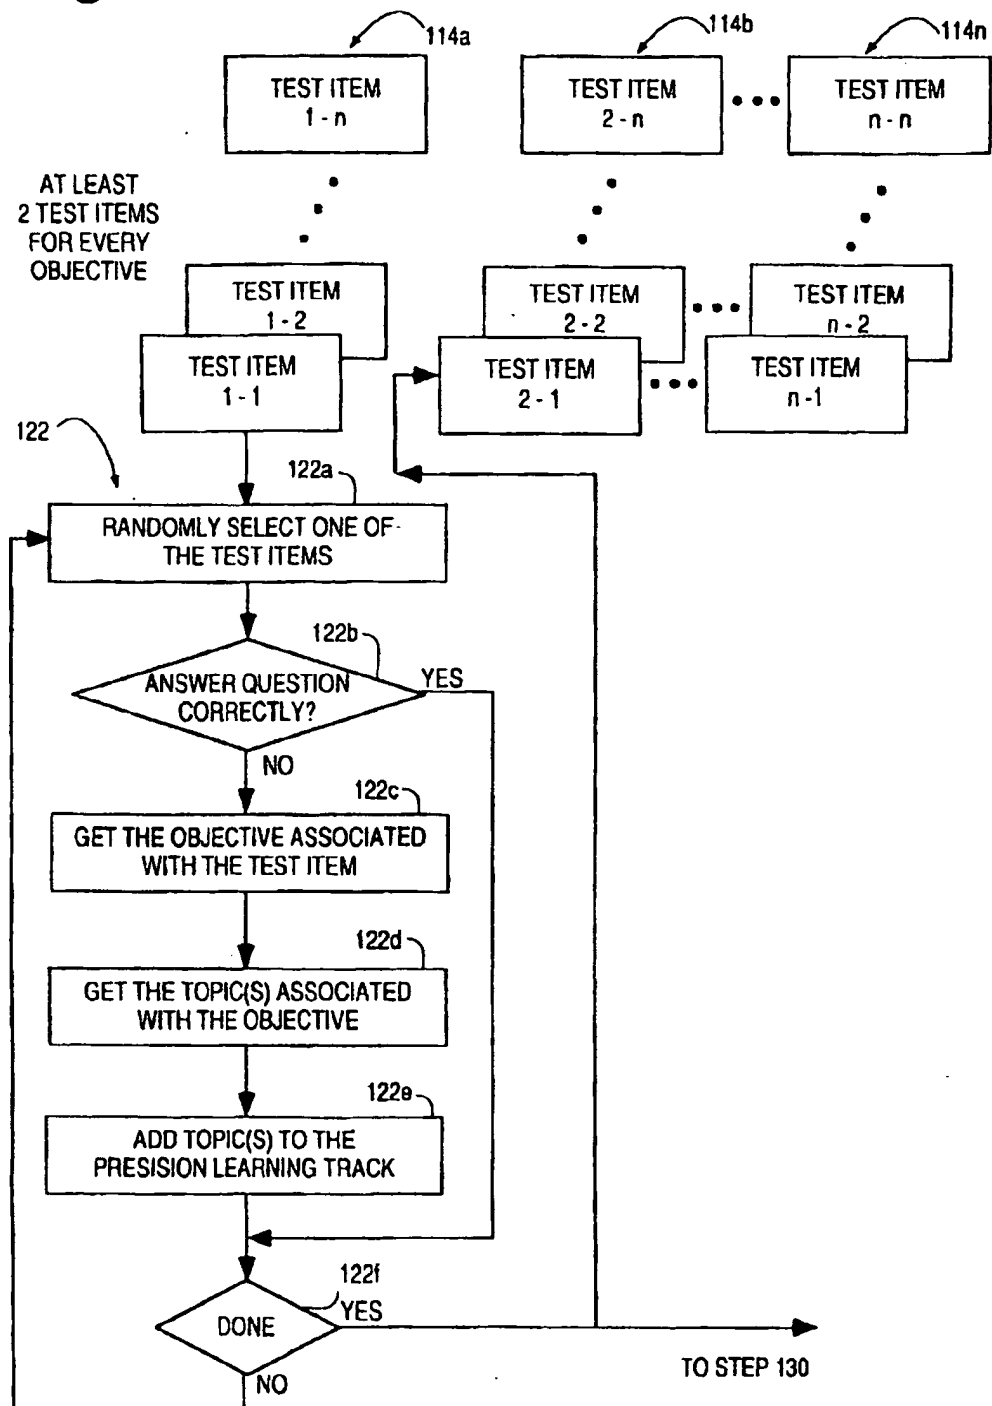 114a
114b
114n
TEST ITEM
1 - n
TEST ITEM
2 - n
TEST ITEM
n - n
AT LEAST
2 TEST ITEMS
FOR EVERY
OBJECTIVE
TEST ITEM
1 - 2
TEST ITEM
2 - 2
TEST ITEM
n - 2
TEST ITEM
1 - 1
TEST ITEM
2 - 1
TEST ITEM
n - 1
122
122a
RANDOMLY SELECT ONE OF
THE TEST ITEMS
122b
ANSWER QUESTION
CORRECTLY?
YES
NO
122c
GET THE OBJECTIVE ASSOCIATED
WITH THE TEST ITEM
122d
GET THE TOPIC(S) ASSOCIATED
WITH THE OBJECTIVE
122e
ADD TOPIC(S) TO THE
PRESISION LEARNING TRACK
122f
DONE
YES
NO
TO STEP 130